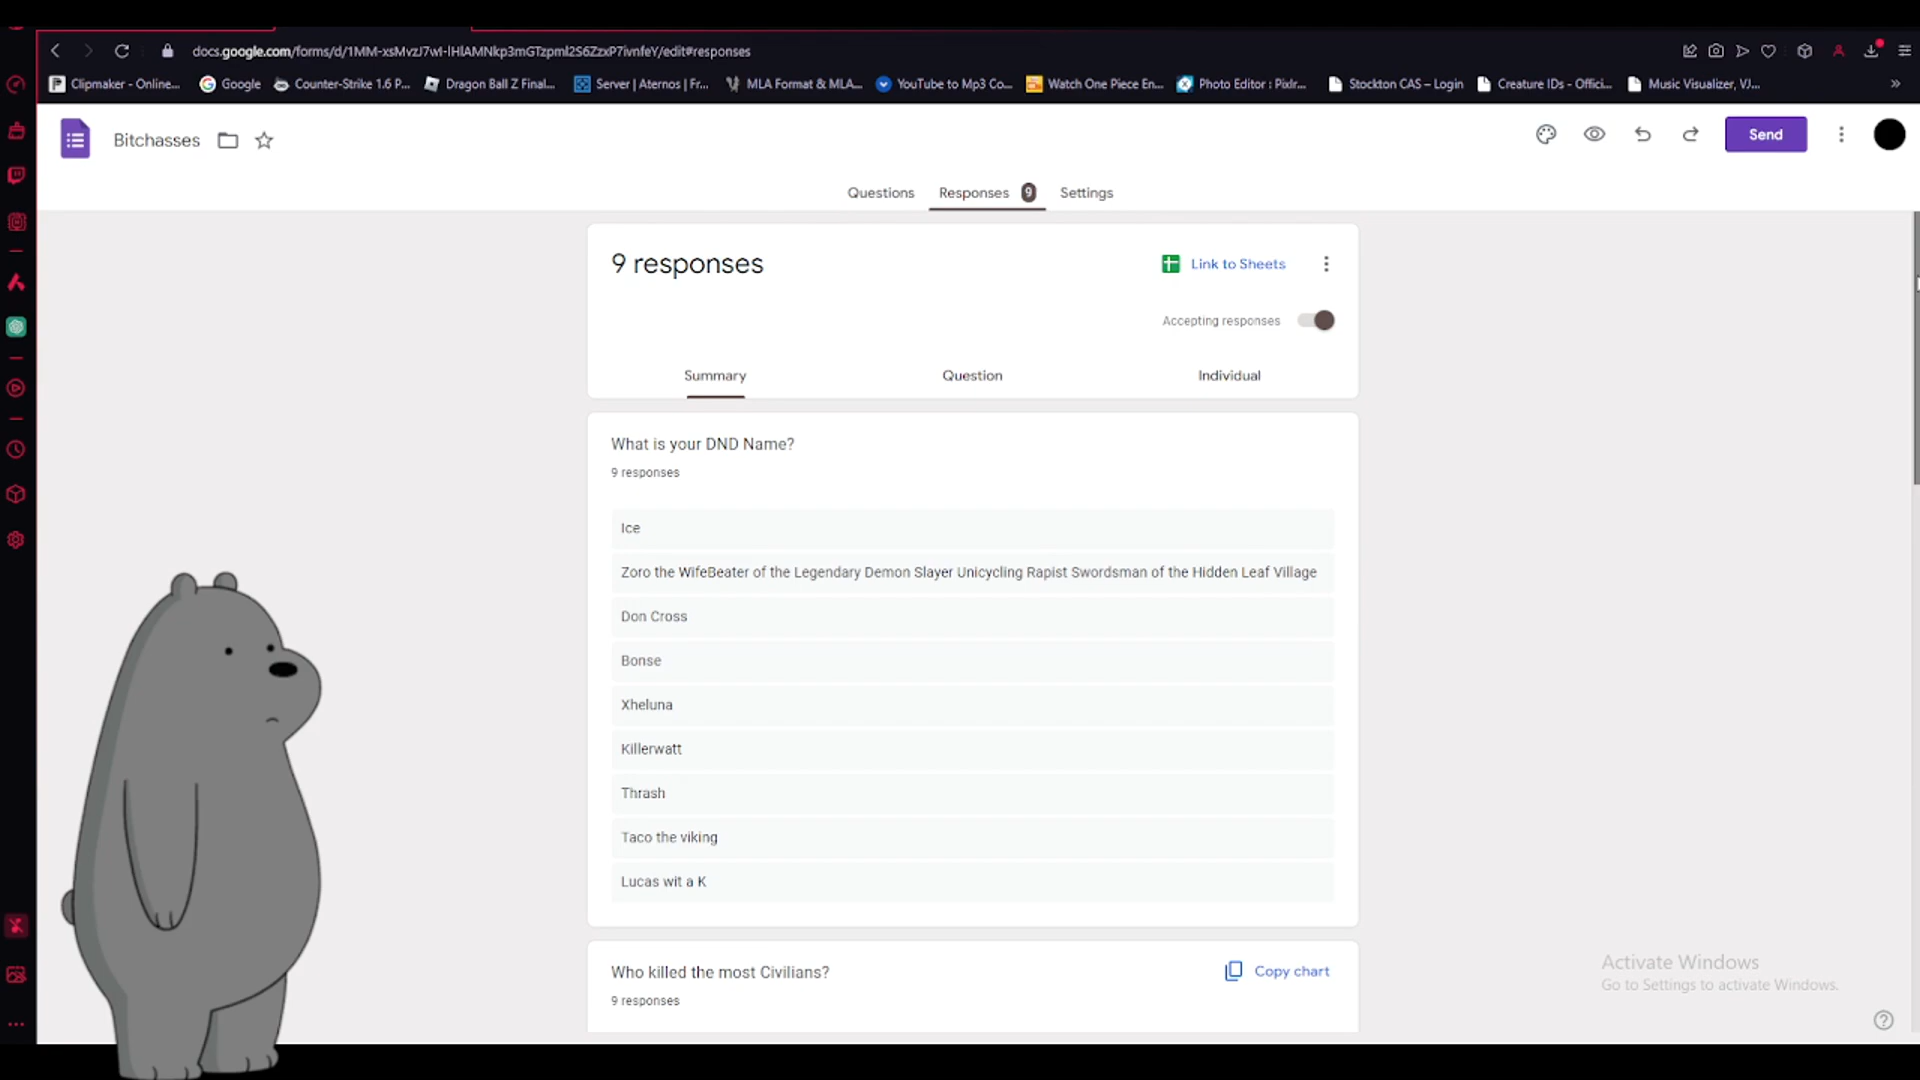 docs.google.com/forms/d/1MM-xsMvzJ7wI-lHlAMNkp3mGTzpml2S6ZzxP7ivnfeY/edit#responses
Clipmaker - Online... Google Counter-Strike 1.6 P... Dragon Ball Z Final... Server | Aternos | Fr... MLA Format & MLA... YouTube to Mp3 Co... Watch One Piece En... Photo Editor : Pixlr... Stockton CAS – Login Creature IDs - Offici... Music Visualizer, VJ...
Bitchasses
Send
Questions Responses 9 Settings
9 responses
Link to Sheets
Accepting responses
Summary Question Individual
What is your DND Name?
9 responses
Ice
Zoro the WifeBeater of the Legendary Demon Slayer Unicycling Rapist Swordsman of the Hidden Leaf Village
Don Cross
Bonse
Xheluna
Killerwatt
Thrash
Taco the viking
Lucas wit a K
Who killed the most Civilians?
Copy chart
9 responses
Activate Windows
Go to Settings to activate Windows.